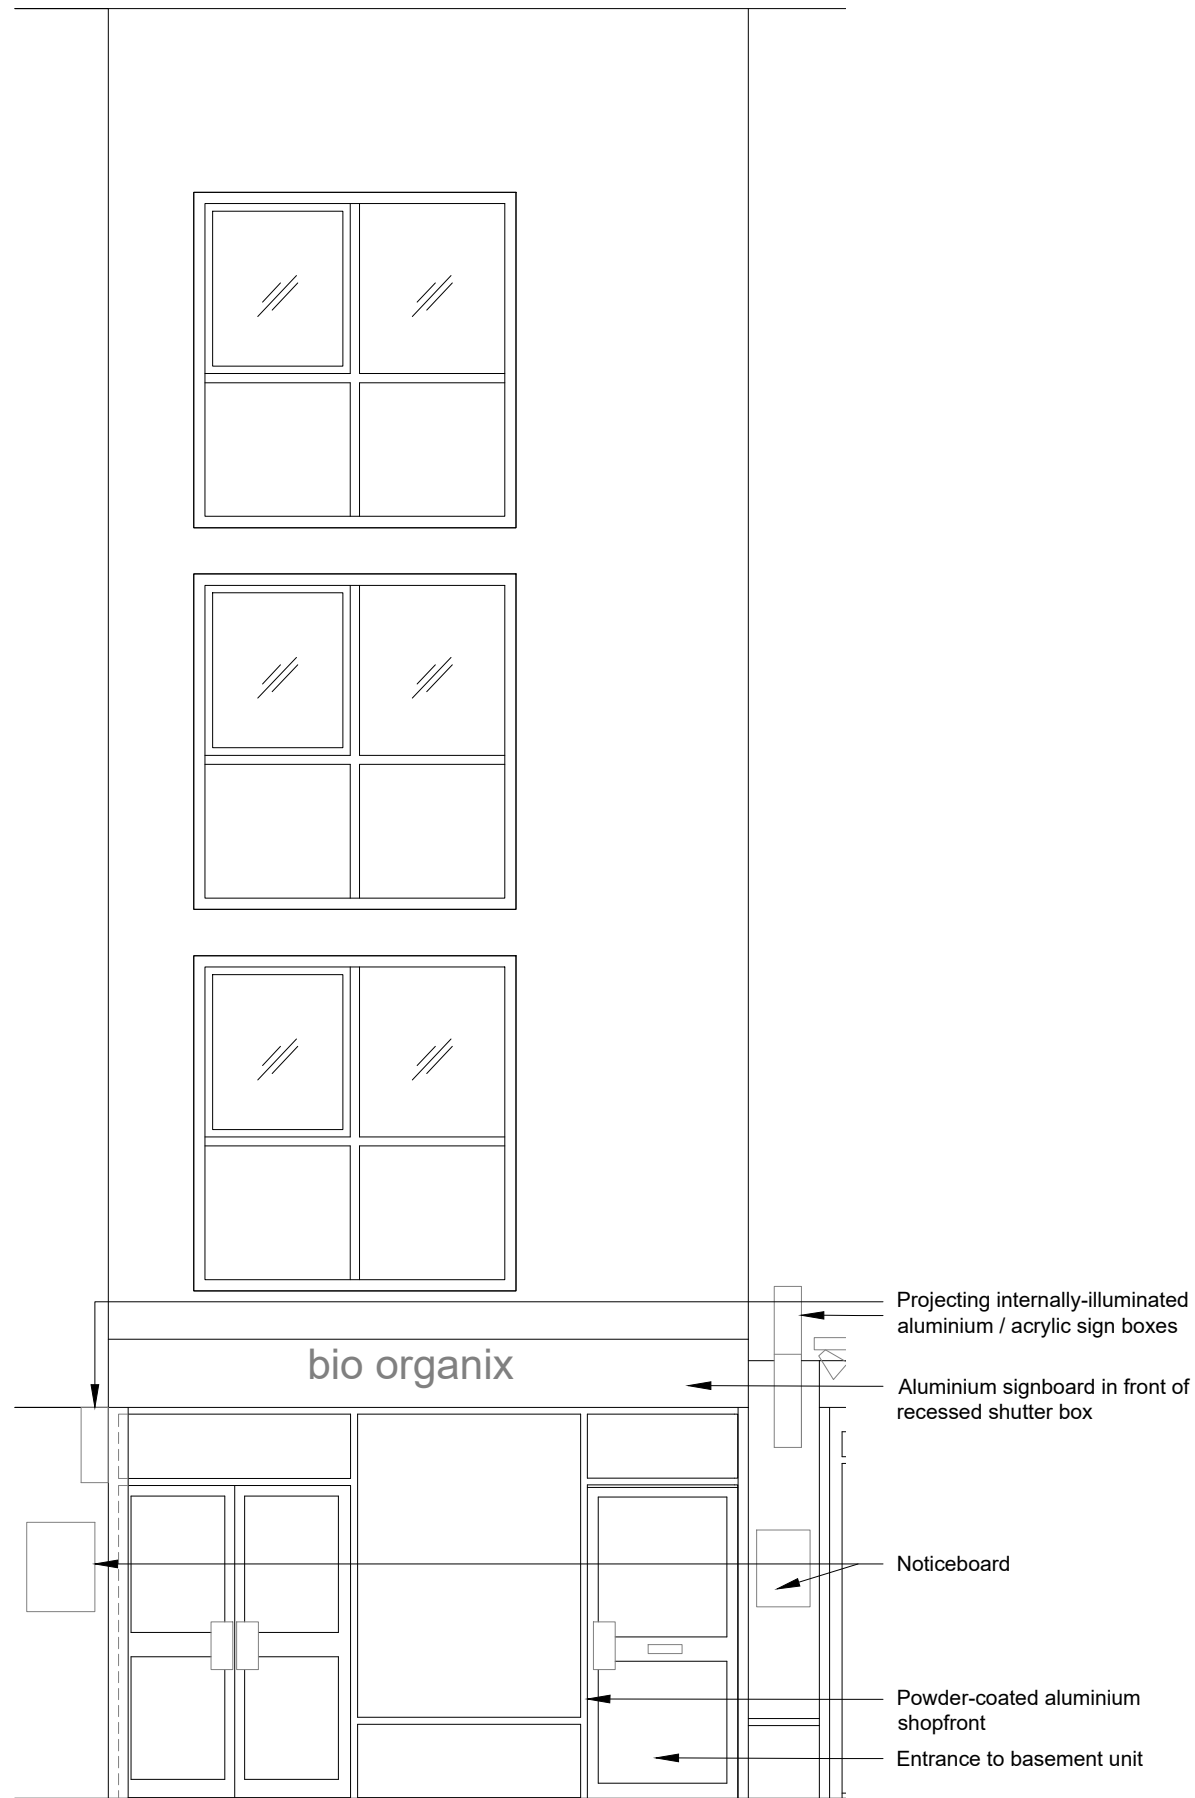 Projecting internally-illuminated
aluminium / acrylic sign boxes
bio organix
Aluminium signboard in front of
recessed shutter box
Noticeboard
Powder-coated aluminium
shopfront
Entrance to basement unit